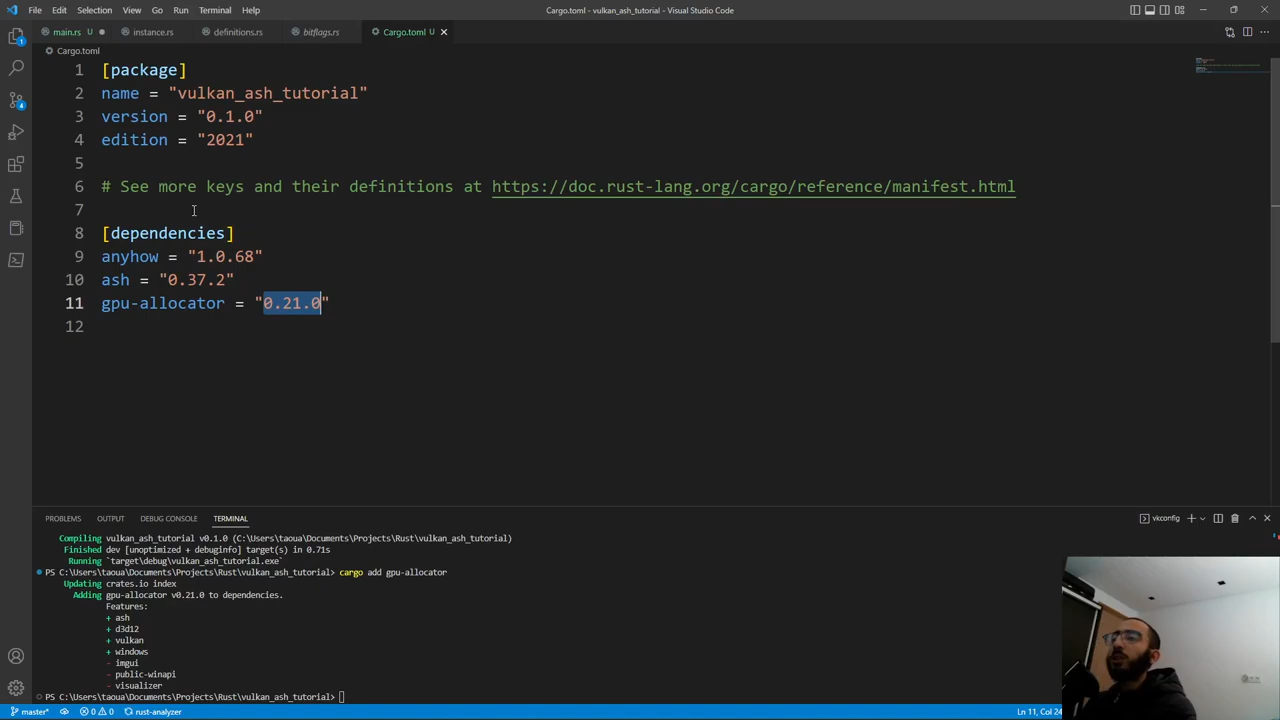 File Edit Selection View Go Run Terminal Help
Cargo.toml - vulkan_ash_tutorial - Visual Studio Code
main.rs U instance.rs definitions.rs bitflags.rs Cargo.toml U
Cargo.toml
1 [package]
2 name = "vulkan_ash_tutorial"
3 version = "0.1.0"
4 edition = "2021"
5
6 # See more keys and their definitions at https://doc.rust-lang.org/cargo/reference/manifest.html
7
8 [dependencies]
9 anyhow = "1.0.68"
10 ash = "0.37.2"
11 gpu-allocator = "0.21.0"
12
1
4
PROBLEMS OUTPUT DEBUG CONSOLE TERMINAL
vkconfig
Compiling vulkan_ash_tutorial v0.1.0 (C:\Users\taoua\Documents\Projects\Rust\vulkan_ash_tutorial)
Finished dev [unoptimized + debuginfo] target(s) in 0.71s
Running `target\debug\vulkan_ash_tutorial.exe`
PS C:\Users\taoua\Documents\Projects\Rust\vulkan_ash_tutorial> cargo add gpu-allocator
Updating crates.io index
Adding gpu-allocator v0.21.0 to dependencies.
Features:
+ ash
+ d3d12
+ vulkan
+ windows
- imgui
- public-winapi
- visualizer
PS C:\Users\taoua\Documents\Projects\Rust\vulkan_ash_tutorial>
master* 0 0 rust-analyzer
Ln 11, Col 24